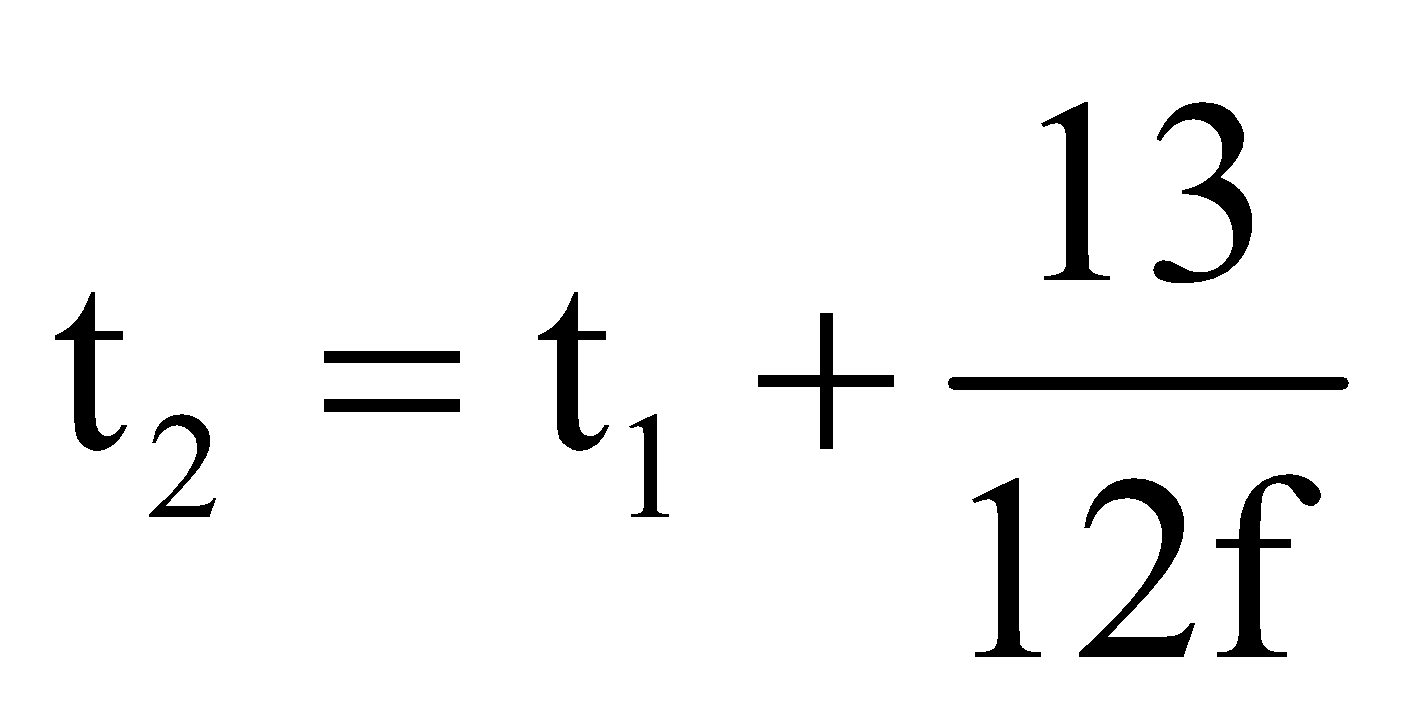 t₂ = t₁ + 13/12f